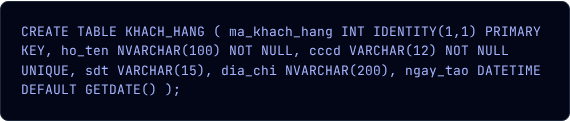 CREATE TABLE KHACH_HANG ( ma_khach_hang INT IDENTITY(1,1) PRIMARY
KEY, ho_ten NVARCHAR(100) NOT NULL, cccd VARCHAR(12) NOT NULL
UNIQUE, sdt VARCHAR(15), dia_chi NVARCHAR(200), ngay_tao DATETIME
DEFAULT GETDATE() );